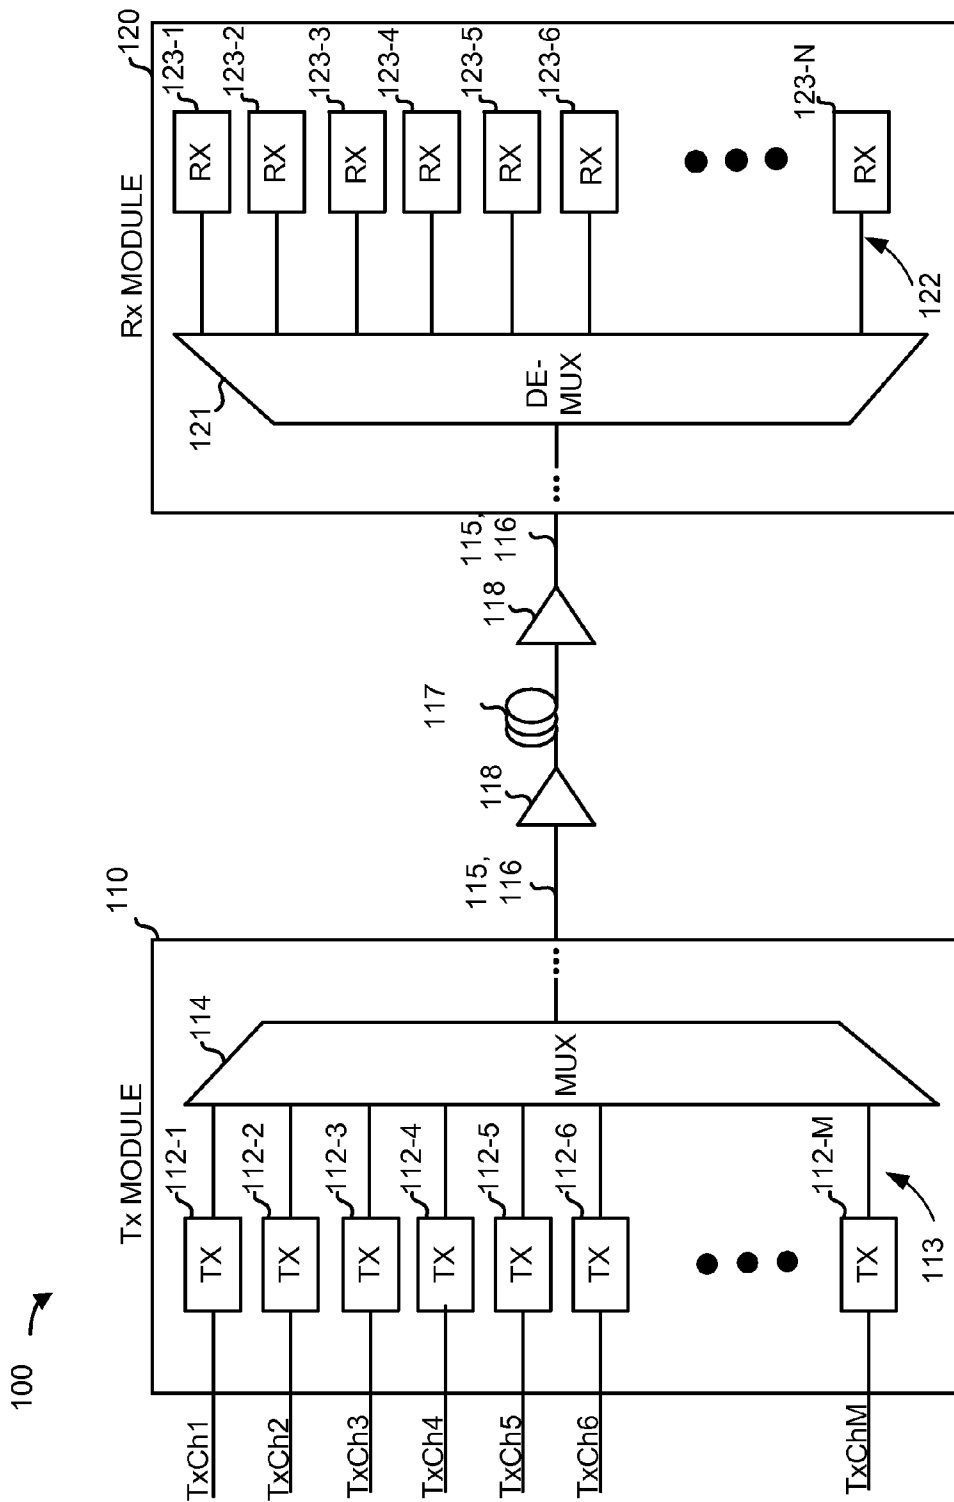 100
Tx MODULE
110
TxCh1
TxCh2
TxCh3
TxCh4
TxCh5
TxCh6
TxChM
TX
TX
TX
TX
TX
TX
TX
112-1
112-2
112-3
112-4
112-5
112-6
112-M
113
114
MUX
115,
116
118
117
118
115,
116
Rx MODULE
120
121
DE-
MUX
122
RX
RX
RX
RX
RX
RX
RX
123-1
123-2
123-3
123-4
123-5
123-6
123-N